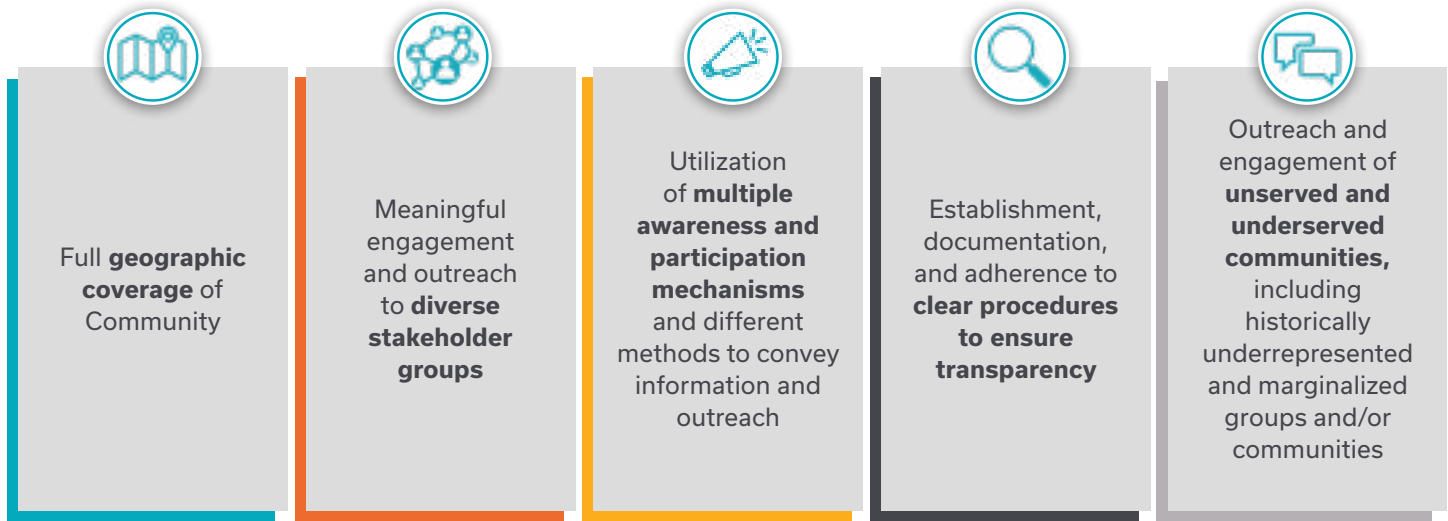 Full geographic
coverage of
Community
Meaningful
engagement
and outreach
to diverse
stakeholder
groups
Utilization
of multiple
awareness and
participation
mechanisms
and different
methods to convey
information and
outreach
Establishment,
documentation,
and adherence to
clear procedures
to ensure
transparency
Outreach and
engagement of
unserved and
underserved
communities,
including
historically
underrepresented
and marginalized
groups and/or
communities